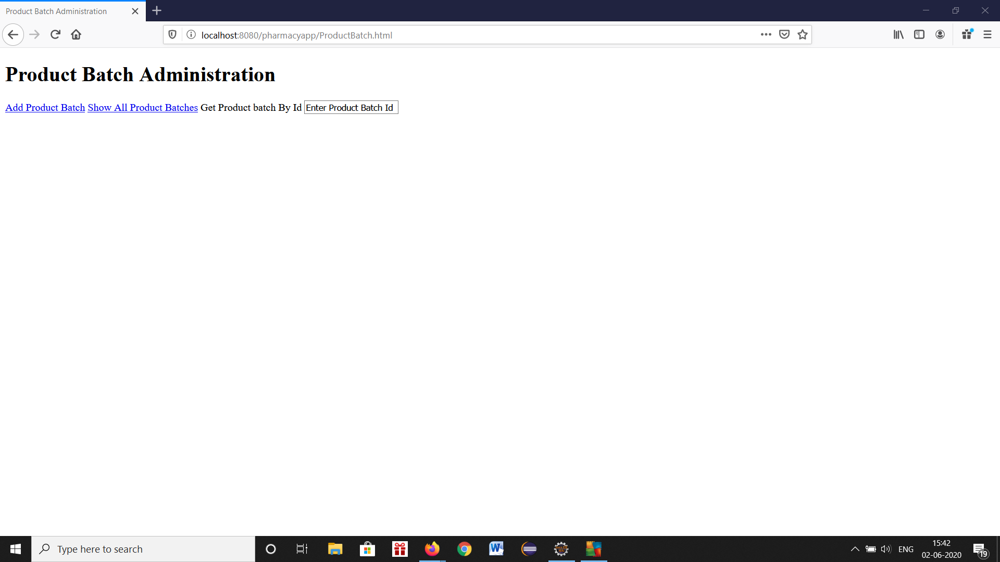 Product Batch Administration
localhost:8080/pharmacyapp/ProductBatch.html
Product Batch Administration
Add Product Batch Show All Product Batches Get Product batch By Id Enter Product Batch Id
Type here to search
ENG
15:42
02-06-2020
19